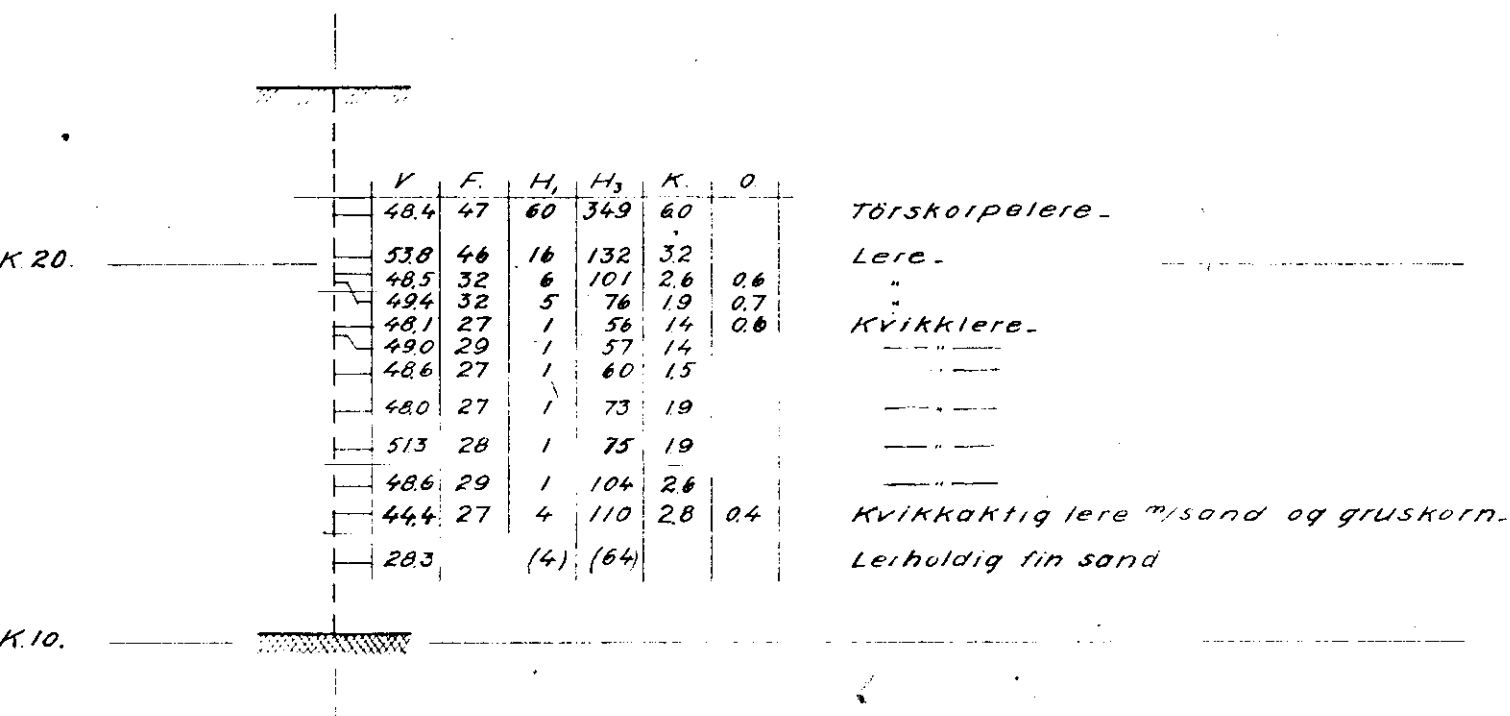 V F. H₁ H₃ K. O.
48.4 47 60 349 6.0 Törskorpelere-
K 20. 53.8 46 16 132 3.2 Lere-
48.5 32 6 101 2.6 0.6 "
49.4 32 5 76 1.9 0.7 "
48.1 27 1 56 1.4 0.6 Kvikklere-
49.0 29 1 57 1.4 — " —
48.6 27 1 60 1.5 " —
48.0 27 1 73 1.9 — " —
51.3 28 1 75 1.9 — " —
48.6 29 1 104 2.6 — " —
44.4 27 4 110 2.8 0.4 Kvikkaktig lere m/sand og gruskorn-
28.3 (4) (64) Leiholdig fin sand
K. 10.